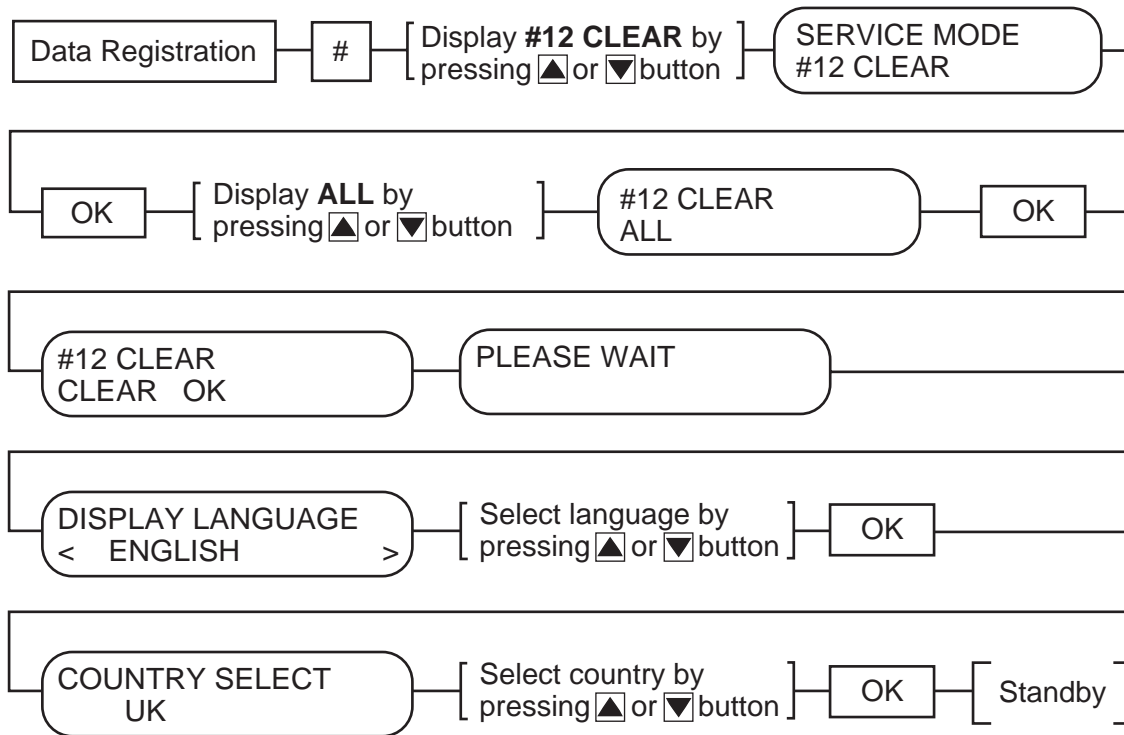 Data Registration
#
Display #12 CLEAR by
pressing ▲ or ▼ button
SERVICE MODE
#12 CLEAR
OK
Display ALL by
pressing ▲ or ▼ button
#12 CLEAR
ALL
OK
#12 CLEAR
CLEAR OK
PLEASE WAIT
DISPLAY LANGUAGE
< ENGLISH >
Select language by
pressing ▲ or ▼ button
OK
COUNTRY SELECT
UK
Select country by
pressing ▲ or ▼ button
OK
Standby